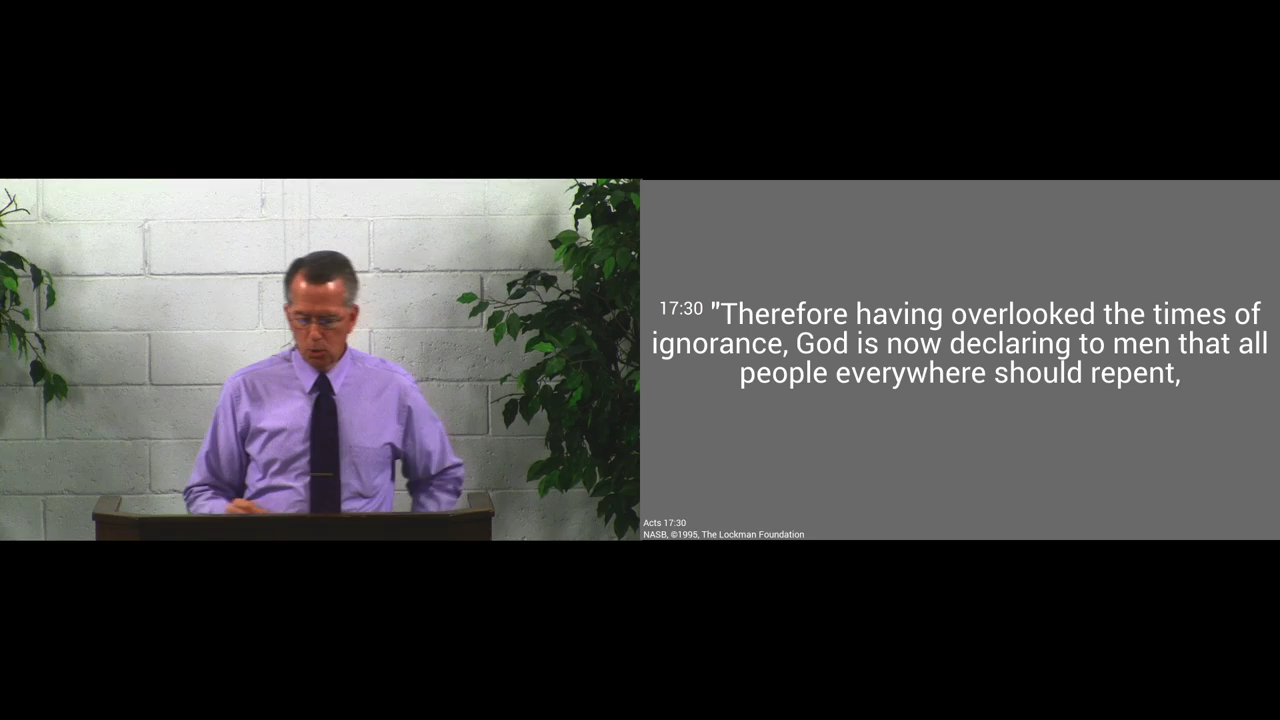 17:30 "Therefore having overlooked the times of
ignorance, God is now declaring to men that all
people everywhere should repent,
Acts 17:30
NASB, ©1995, The Lockman Foundation